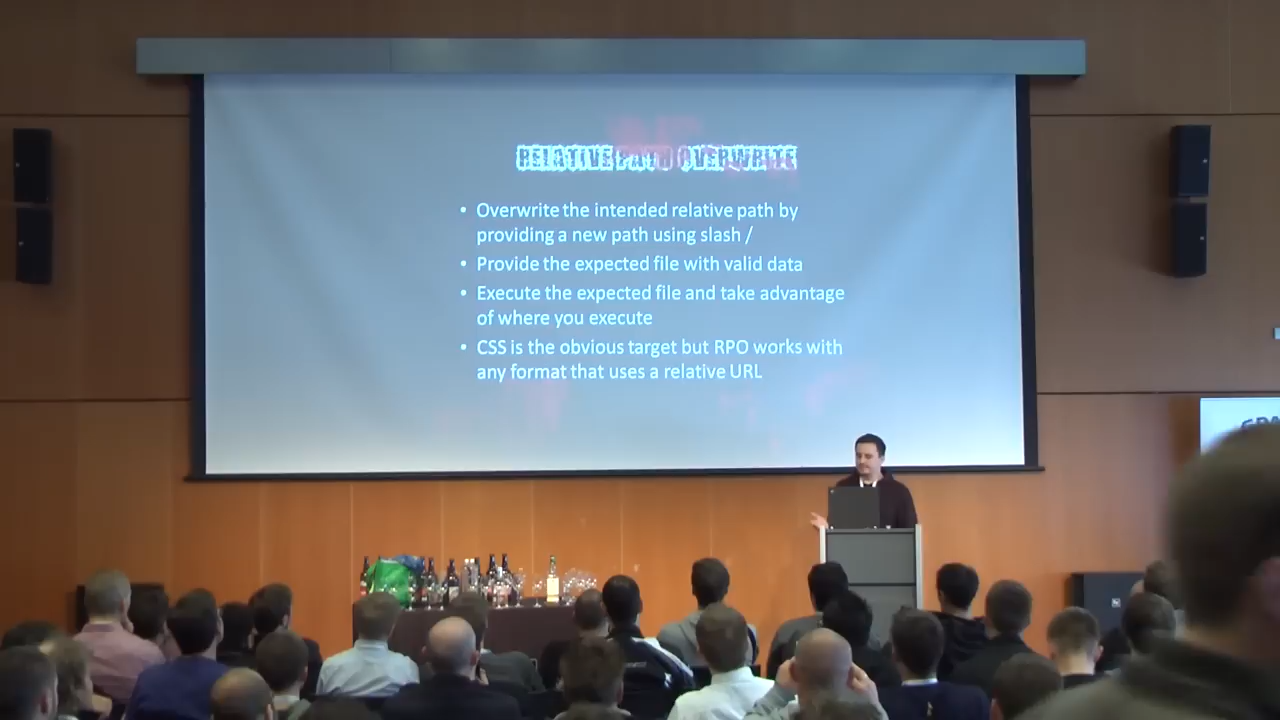 RELATIVE PATH OVERWRITE
• Overwrite the intended relative path by
providing a new path using slash /
• Provide the expected file with valid data
• Execute the expected file and take advantage
of where you execute
• CSS is the obvious target but RPO works with
any format that uses a relative URL